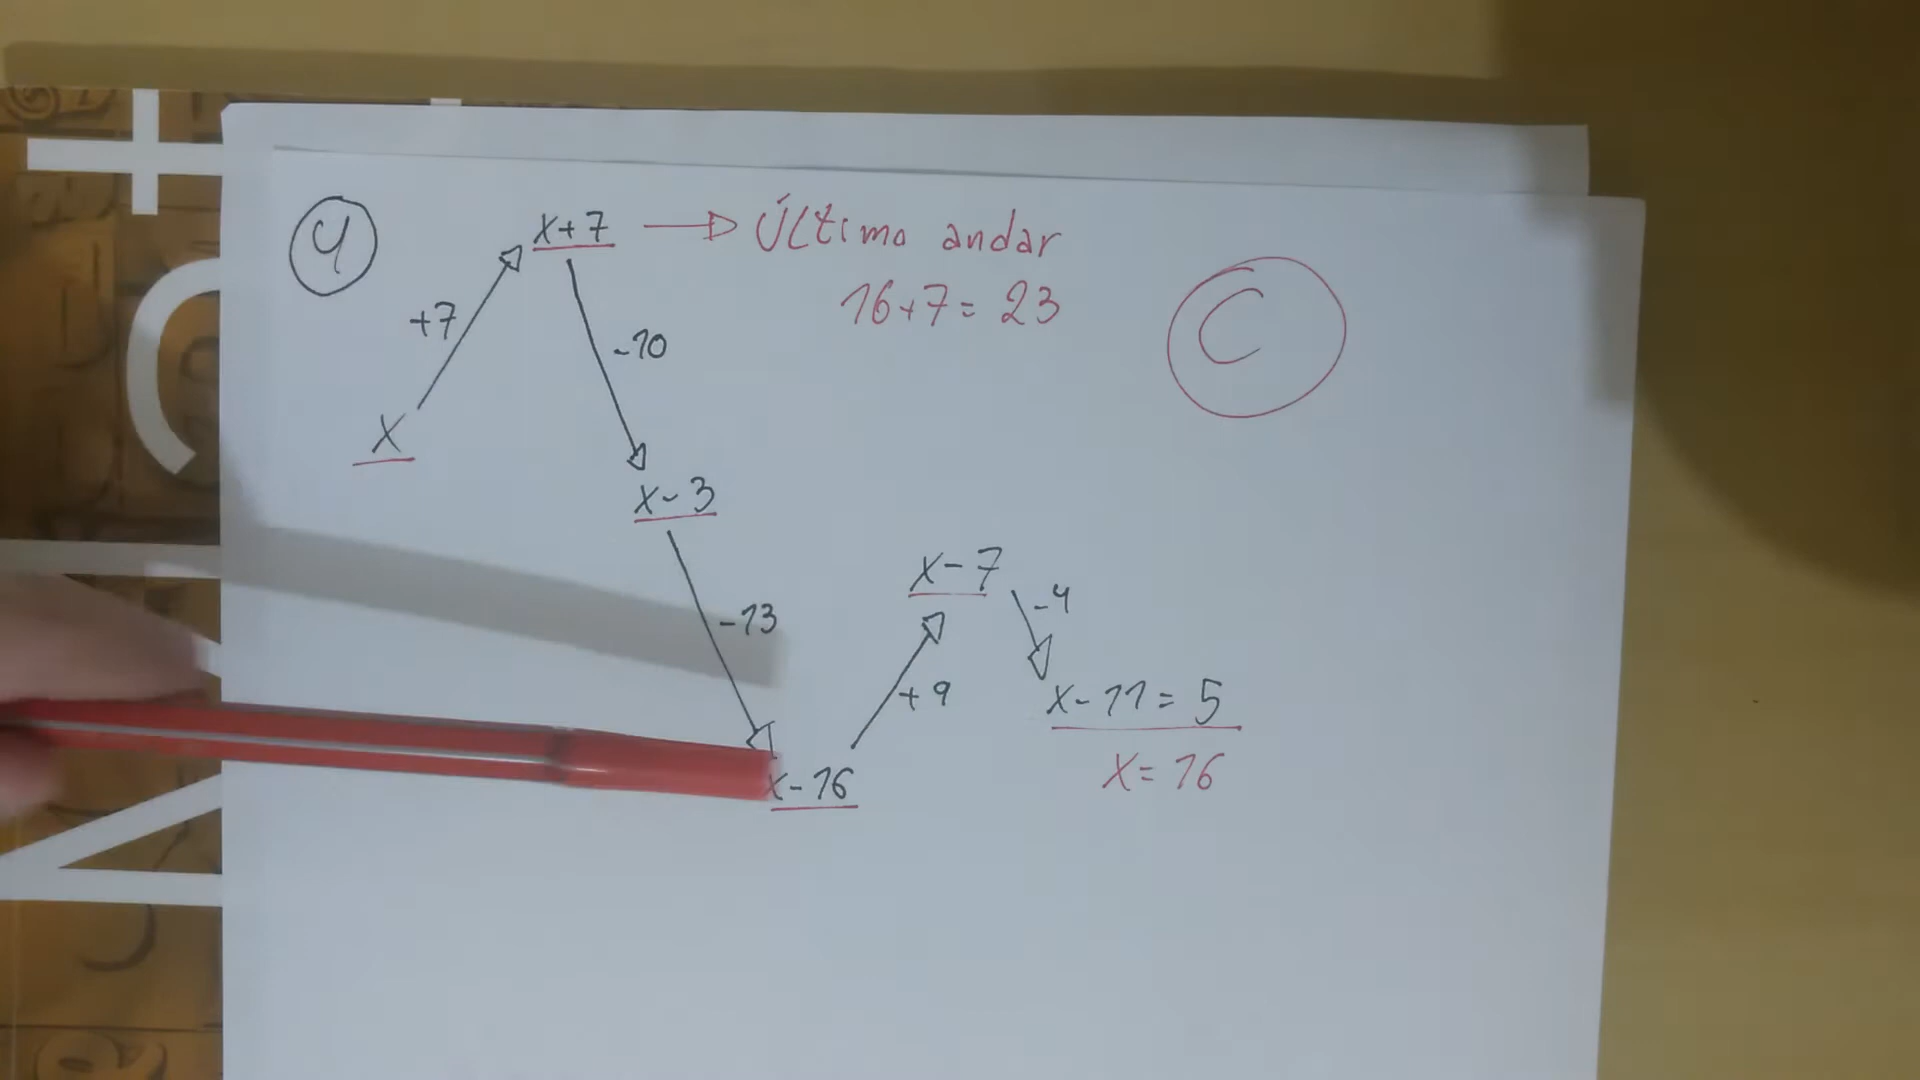 4
x+7 → Último andar
16+7= 23
C
+7
-10
x
x-3
x-7
-4
-13
+9
x-11=5
x-16
x=16